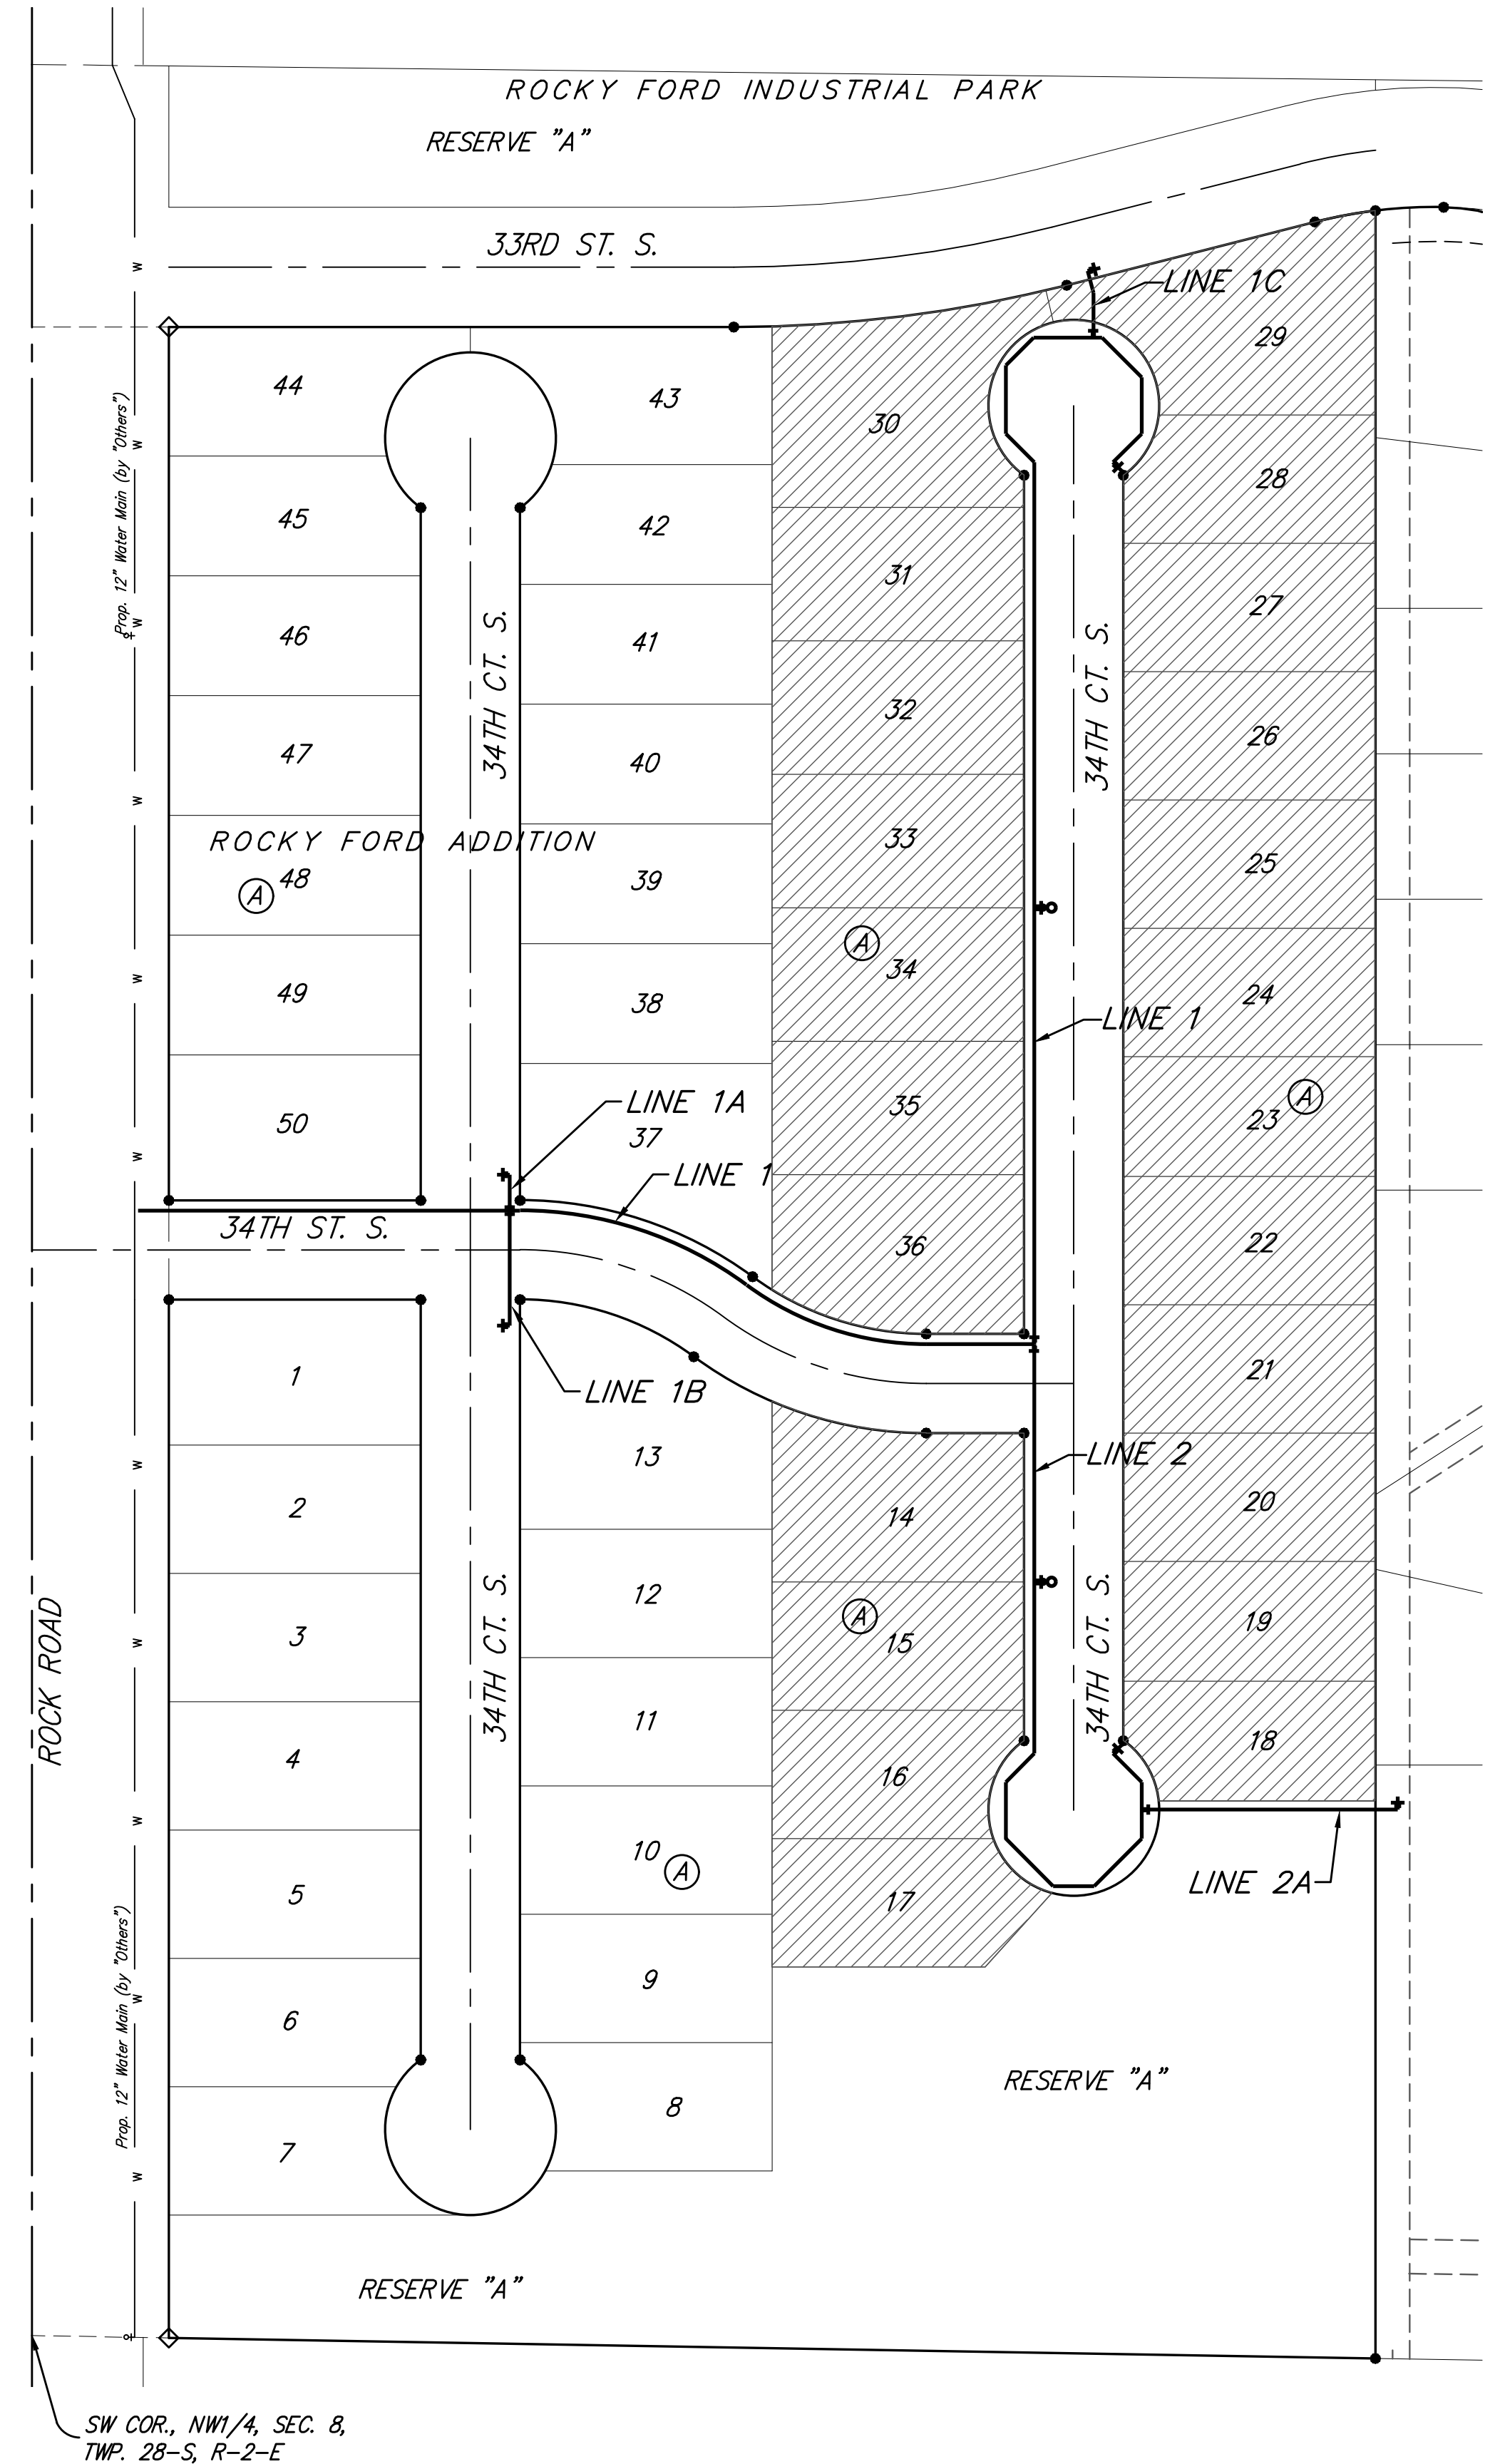 ROCKY FORD INDUSTRIAL PARK
RESERVE "A"
33RD ST. S.
LINE 1C
29
44
43
30
Prop. 12" Water Main (by "Others")
W
W
W
W
W
W
W
W
W
W
W
W
28
45
42
31
27
46
41
34TH CT. S.
34TH CT. S.
32
26
47
40
33
25
ROCKY FORD ADDITION
48
A
39
A
34
24
49
38
LINE 1
35
23
A
50
LINE 1A
37
LINE 1
34TH ST. S.
36
22
1
LINE 1B
21
13
LINE 2
2
14
20
12
34TH CT. S.
34TH CT. S.
A
15
19
3
ROCK ROAD
11
18
4
16
10
A
LINE 2A
5
17
9
6
Prop. 12" Water Main (by "Others")
RESERVE "A"
8
7
RESERVE "A"
SW COR., NW1/4, SEC. 8,
TWP. 28-S, R-2-E